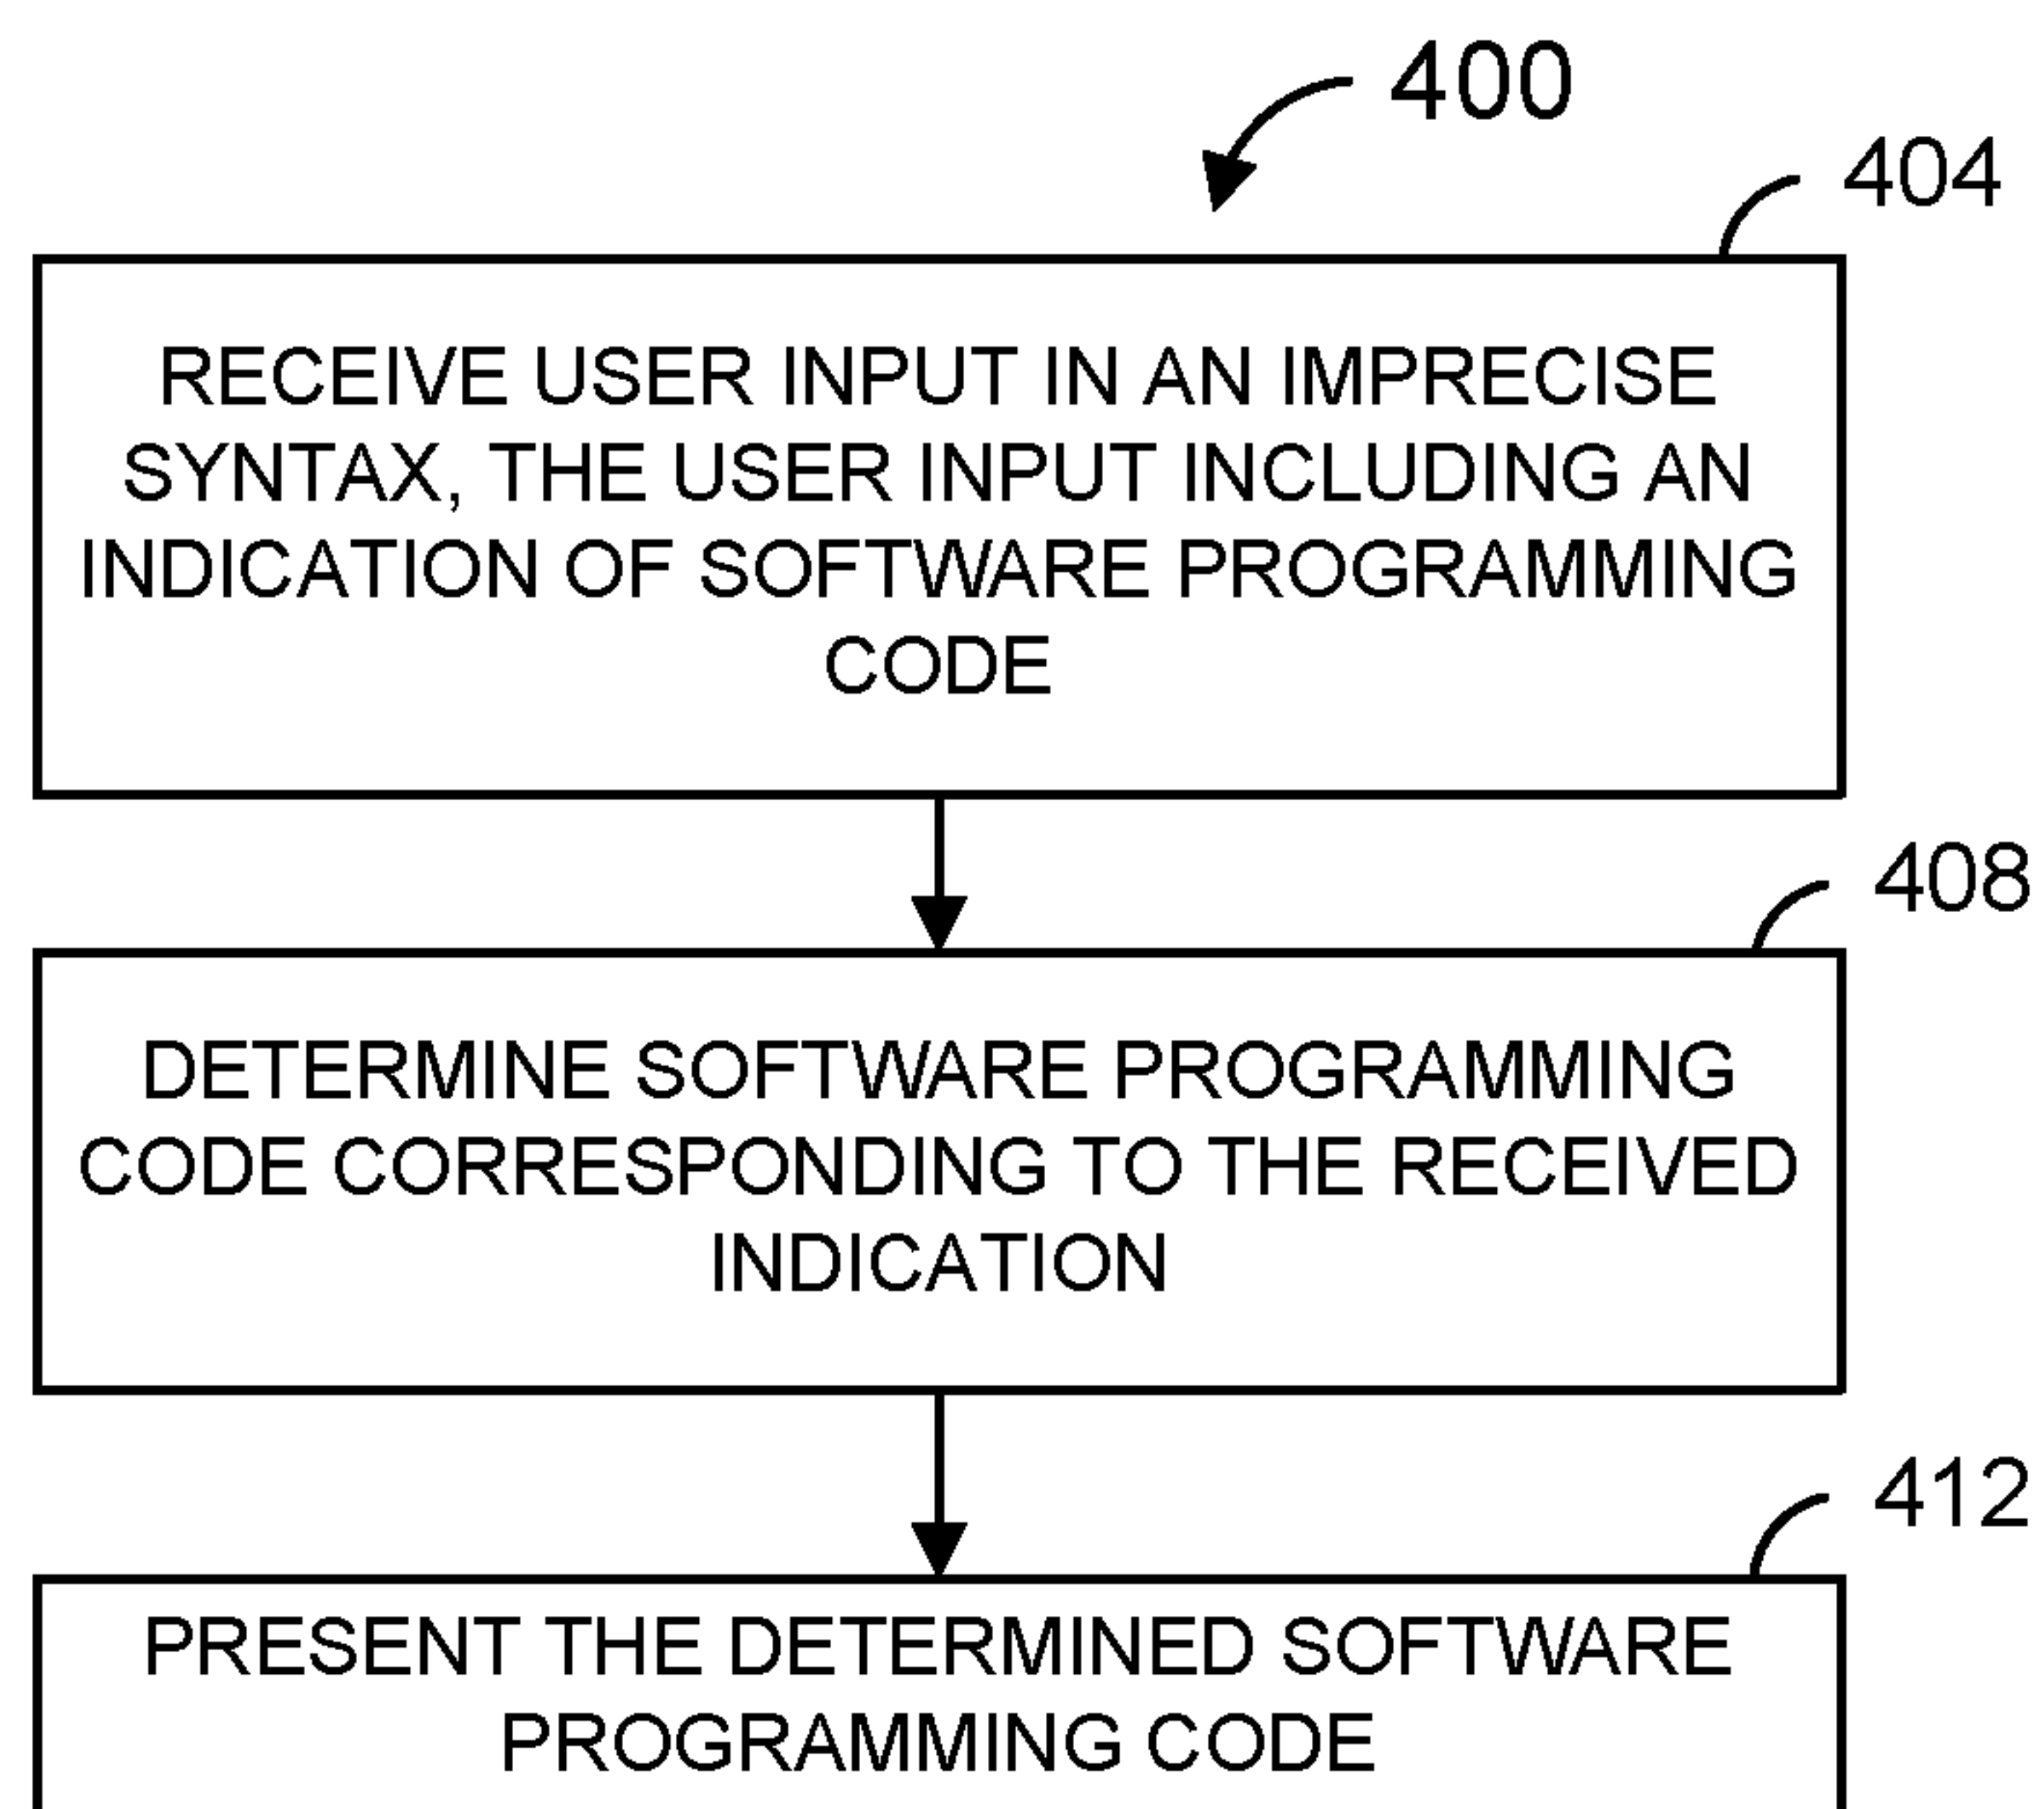 400
404
RECEIVE USER INPUT IN AN IMPRECISE
SYNTAX, THE USER INPUT INCLUDING AN
INDICATION OF SOFTWARE PROGRAMMING
CODE
408
DETERMINE SOFTWARE PROGRAMMING
CODE CORRESPONDING TO THE RECEIVED
INDICATION
412
PRESENT THE DETERMINED SOFTWARE
PROGRAMMING CODE